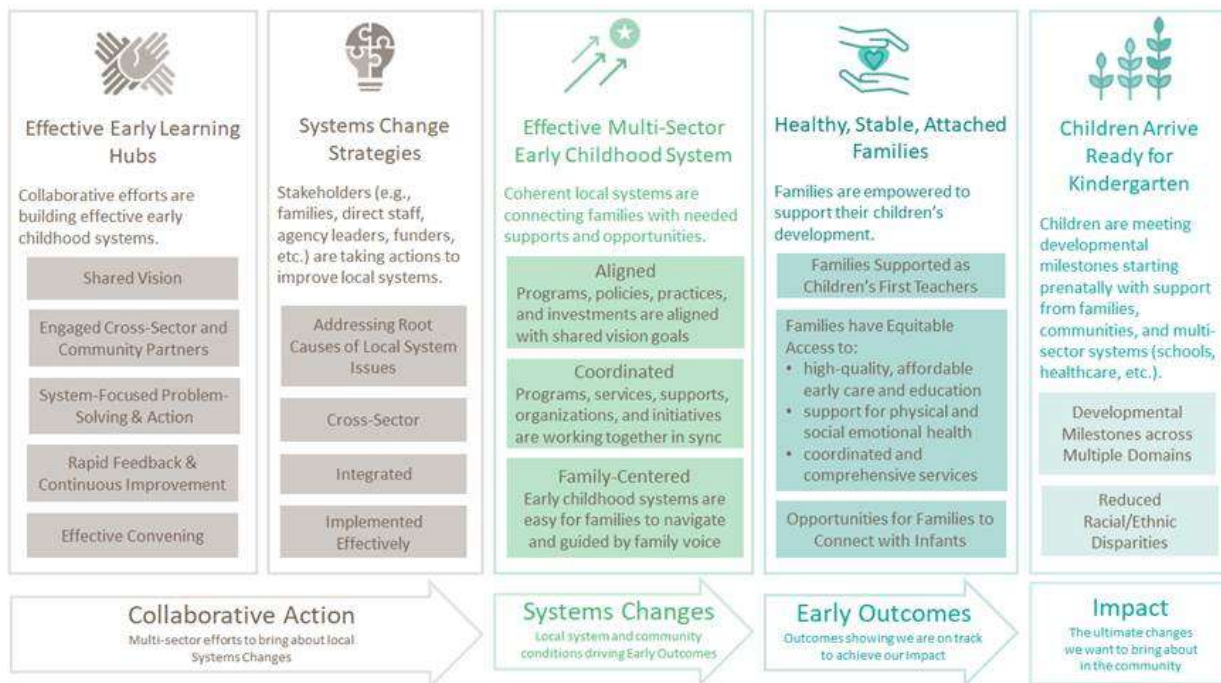 Effective Early Learning
Hubs
Collaborative efforts are
building effective early
childhood systems.
Shared Vision
Engaged Cross-Sector and
Community Partners
System-Focused Problem-
Solving & Action
Rapid Feedback &
Continuous Improvement
Effective Convening
Systems Change
Strategies
Stakeholders (e.g.,
families, direct staff,
agency leaders, funders,
etc.) are taking actions to
improve local systems.
Addressing Root
Causes of Local System
Issues
Cross-Sector
Integrated
Implemented
Effectively
Effective Multi-Sector
Early Childhood System
Coherent local systems are
connecting families with needed
supports and opportunities.
Aligned
Programs, policies, practices,
and investments are aligned
with shared vision goals
Coordinated
Programs, services, supports,
organizations, and initiatives
are working together in sync
Family-Centered
Early childhood systems are
easy for families to navigate
and guided by family voice
Healthy, Stable, Attached
Families
Families are empowered to
support their children's
development.
Families Supported as
Children's First Teachers
Families have Equitable
Access to:
• high-quality, affordable
early care and education
• support for physical and
social emotional health
• coordinated and
comprehensive services
Opportunities for Families to
Connect with Infants
Children Arrive
Ready for
Kindergarten
Children are meeting
developmental
milestones starting
prenatally with support
from families,
communities, and multi-
sector systems (schools,
healthcare, etc.).
Developmental
Milestones across
Multiple Domains
Reduced
Racial/Ethnic
Disparities
Collaborative Action
Multi-sector efforts to bring about local
Systems Changes
Systems Changes
Local system and community
conditions driving Early Outcomes
Early Outcomes
Outcomes showing we are on track
to achieve our Impact
Impact
The ultimate changes
we want to bring about
in the community